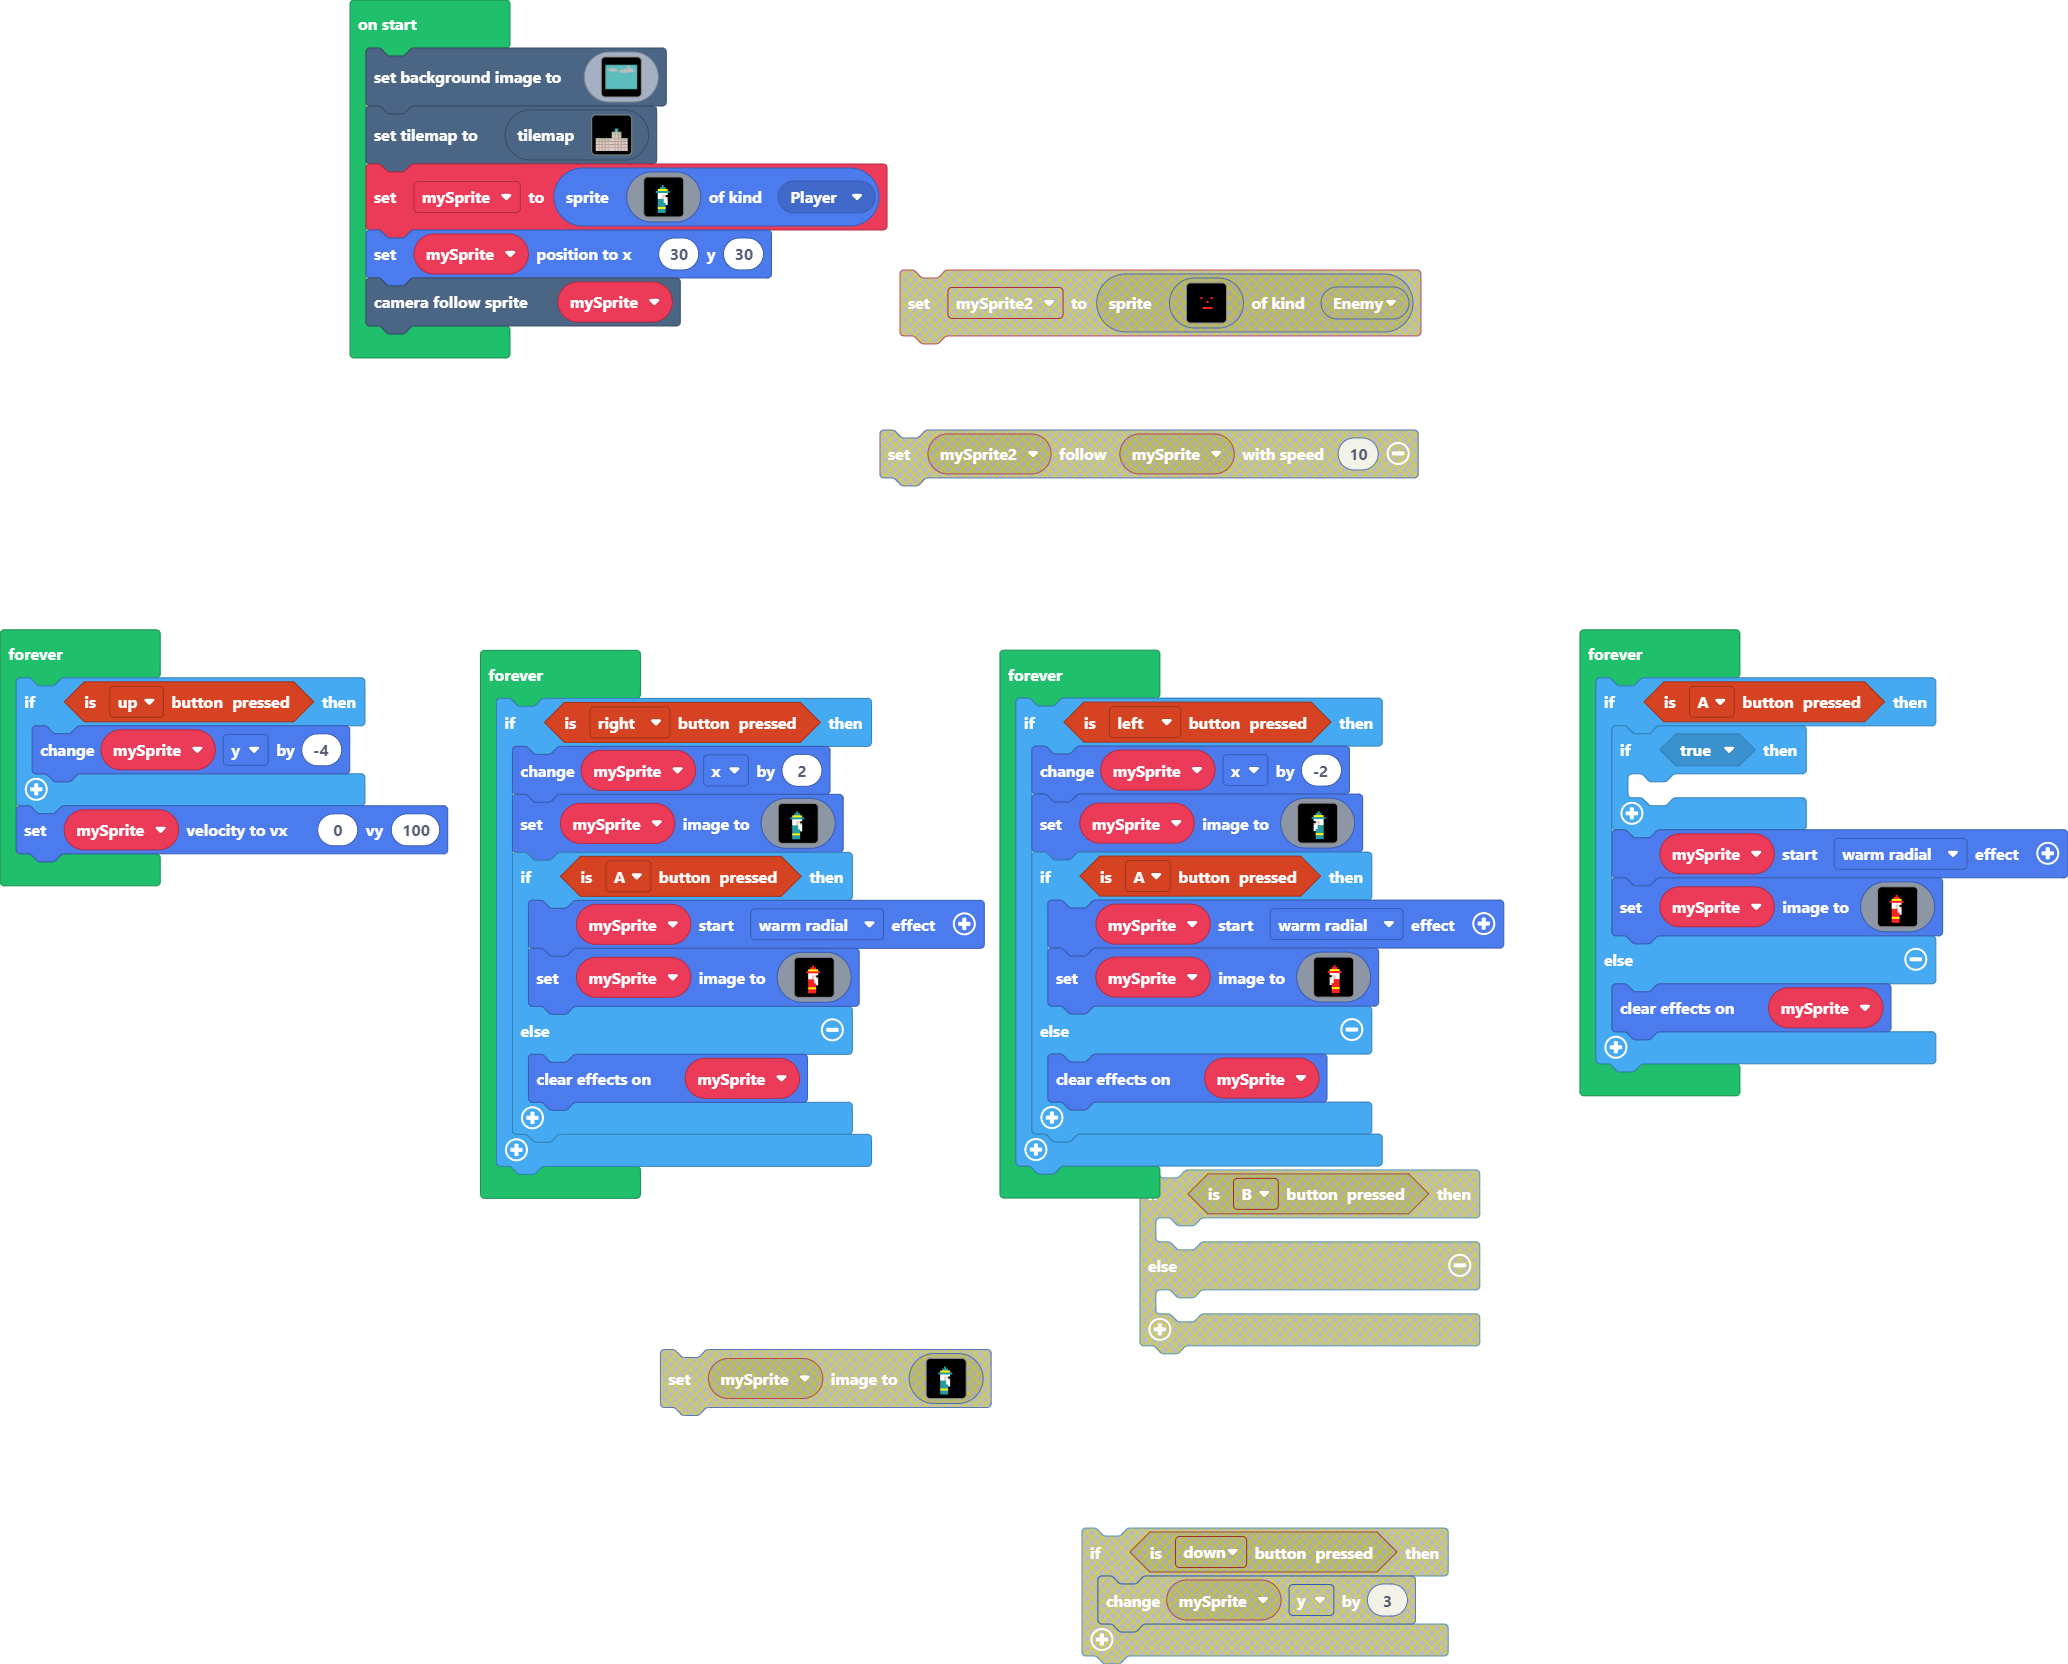 on start
set background image to
set tilemap to tilemap
set mySprite to sprite of kind Player
set mySprite position to x 30 y 30
camera follow sprite mySprite
set mySprite2 to sprite of kind Enemy
set mySprite2 follow mySprite with speed 10
forever
if is up button pressed then
change mySprite y by -4
set mySprite velocity to vx 0 vy 100
forever
if is right button pressed then
change mySprite x by 2
set mySprite image to
if is A button pressed then
mySprite start warm radial effect
set mySprite image to
else
clear effects on mySprite
forever
if is left button pressed then
change mySprite x by -2
set mySprite image to
if is A button pressed then
mySprite start warm radial effect
set mySprite image to
else
clear effects on mySprite
forever
if is A button pressed then
if true then
mySprite start warm radial effect
set mySprite image to
else
clear effects on mySprite
is B button pressed then
else
set mySprite image to
if is down button pressed then
change mySprite y by 3